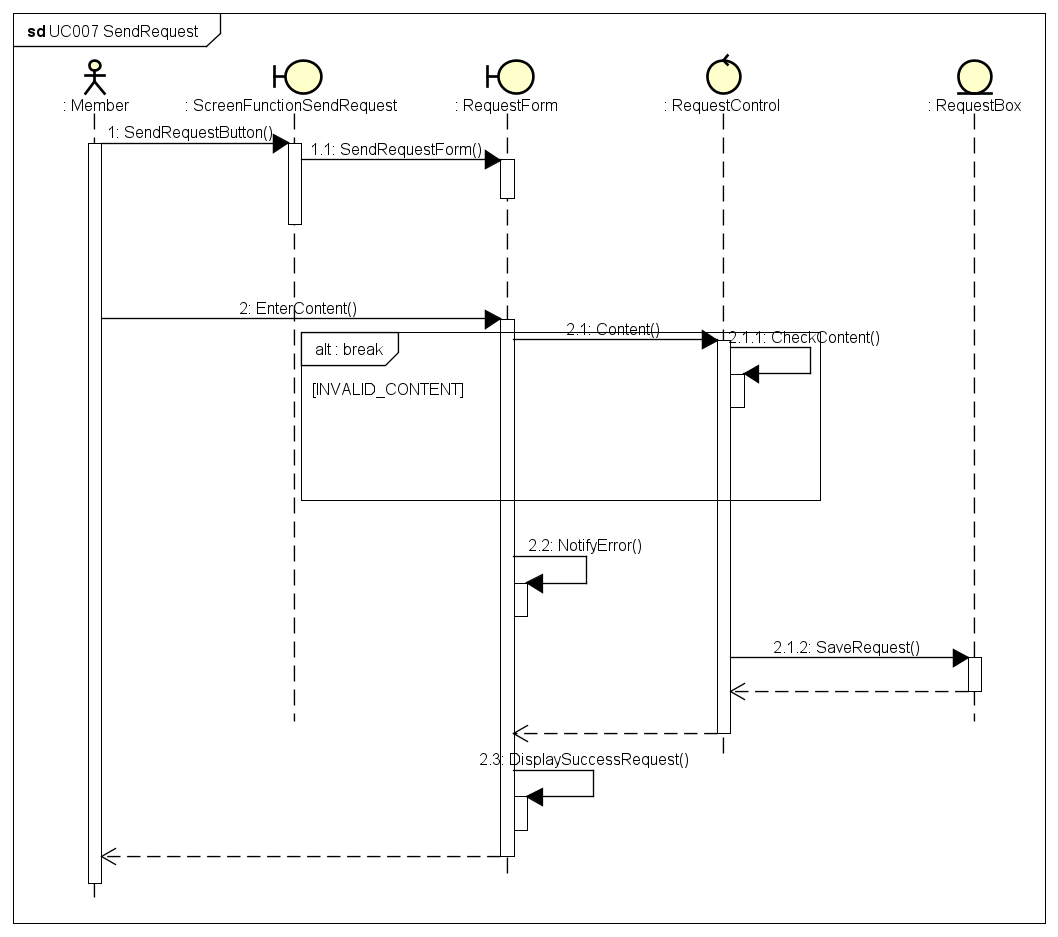 sd UC007 SendRequest
: Member
: ScreenFunctionSendRequest
: RequestForm
: RequestControl
: RequestBox
1: SendRequestButton()
1.1: SendRequestForm()
2: EnterContent()
2.1: Content()
2.1.1: CheckContent()
alt : break
[INVALID_CONTENT]
2.2: NotifyError()
2.1.2: SaveRequest()
2.3: DisplaySuccessRequest()